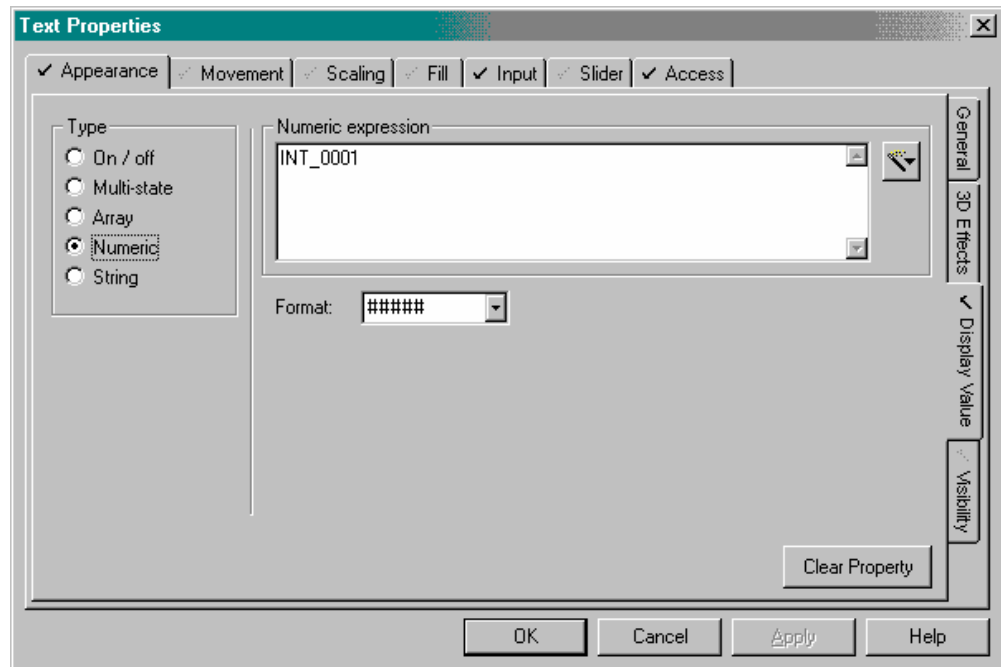 Text Properties
Appearance Movement Scaling Fill Input Slider Access
Type
On / off
Multi-state
Array
Numeric
String
Numeric expression
INT_0001
Format: #####
General
3D Effects
Display Value
Visibility
Clear Property
OK Cancel Apply Help